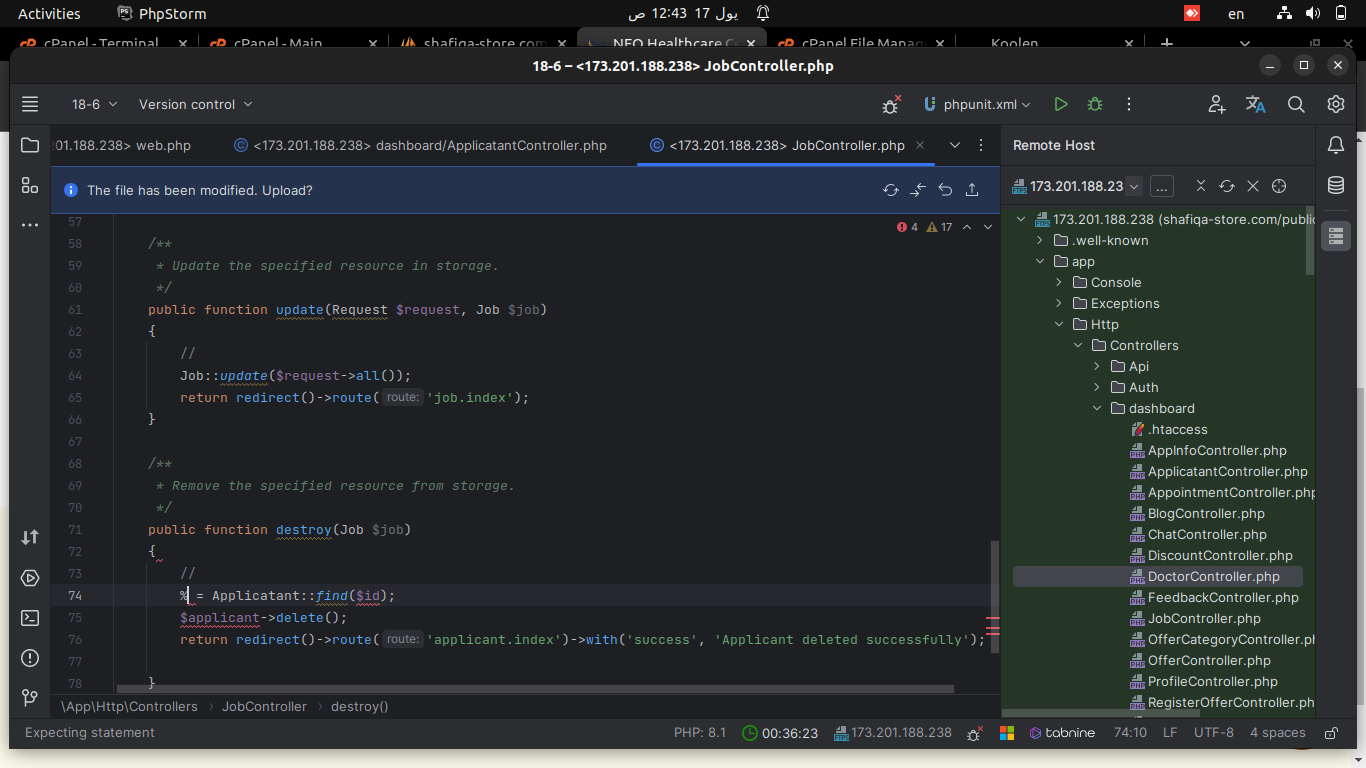 Activities PhpStorm يول 17 12:43 ص en
cPanel - Terminal cPanel - Main shafiqa-store.com NEO Healthcare C cPanel File Mana Koolen
18-6 – <173.201.188.238> JobController.php
18-6 Version control phpunit.xml
01.188.238> web.php <173.201.188.238> dashboard/ApplicatantController.php <173.201.188.238> JobController.php Remote Host
The file has been modified. Upload? 173.201.188.23 ...
4 17
57
58 /**
59 * Update the specified resource in storage.
60 */
61 public function update(Request $request, Job $job)
62 {
63 //
64 Job::update($request->all());
65 return redirect()->route( route: 'job.index');
66 }
67
68 /**
69 * Remove the specified resource from storage.
70 */
71 public function destroy(Job $job)
72 {
73 //
74 % = Applicatant::find($id);
75 $applicant->delete();
76 return redirect()->route( route: 'applicant.index')->with('success', 'Applicant deleted successfully');
77
78 }
173.201.188.238 (shafiqa-store.com/publi
.well-known
app
Console
Exceptions
Http
Controllers
Api
Auth
dashboard
.htaccess
AppInfoController.php
ApplicatantController.php
AppointmentController.php
BlogController.php
ChatController.php
DiscountController.php
DoctorController.php
FeedbackController.php
JobController.php
OfferCategoryController.ph
OfferController.php
ProfileController.php
RegisterOfferController.ph
\App\Http\Controllers JobController destroy()
Expecting statement PHP: 8.1 00:36:23 173.201.188.238 tabnine 74:10 LF UTF-8 4 spaces